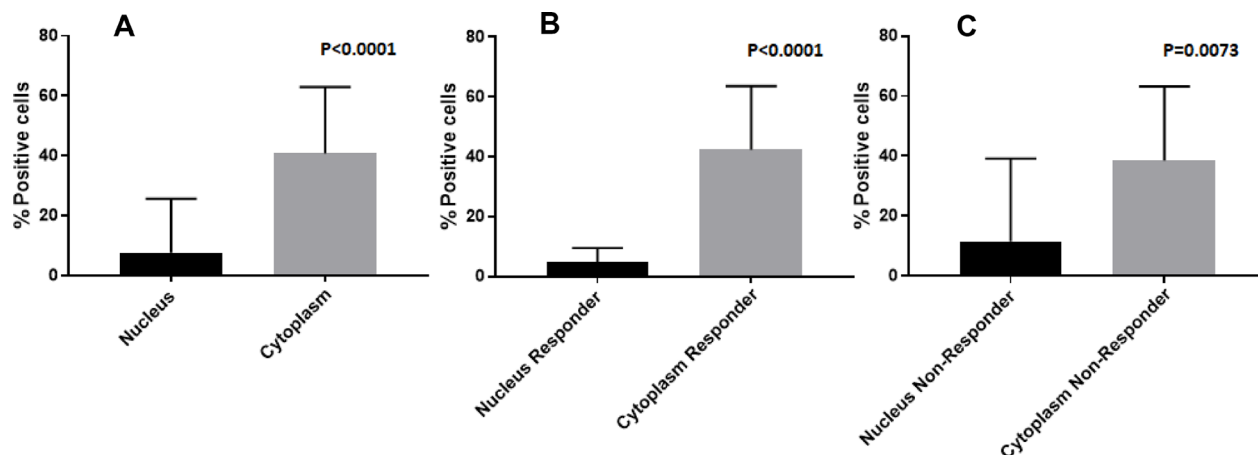 A
80
60
40
20
0
% Positive cells
P<0.0001
Nucleus
Cytoplasm
B
80
60
40
20
0
% Positive cells
P<0.0001
Nucleus Responder
Cytoplasm Responder
C
80
60
40
20
0
% Positive cells
P=0.0073
Nucleus Non-Responder
Cytoplasm Non-Responder